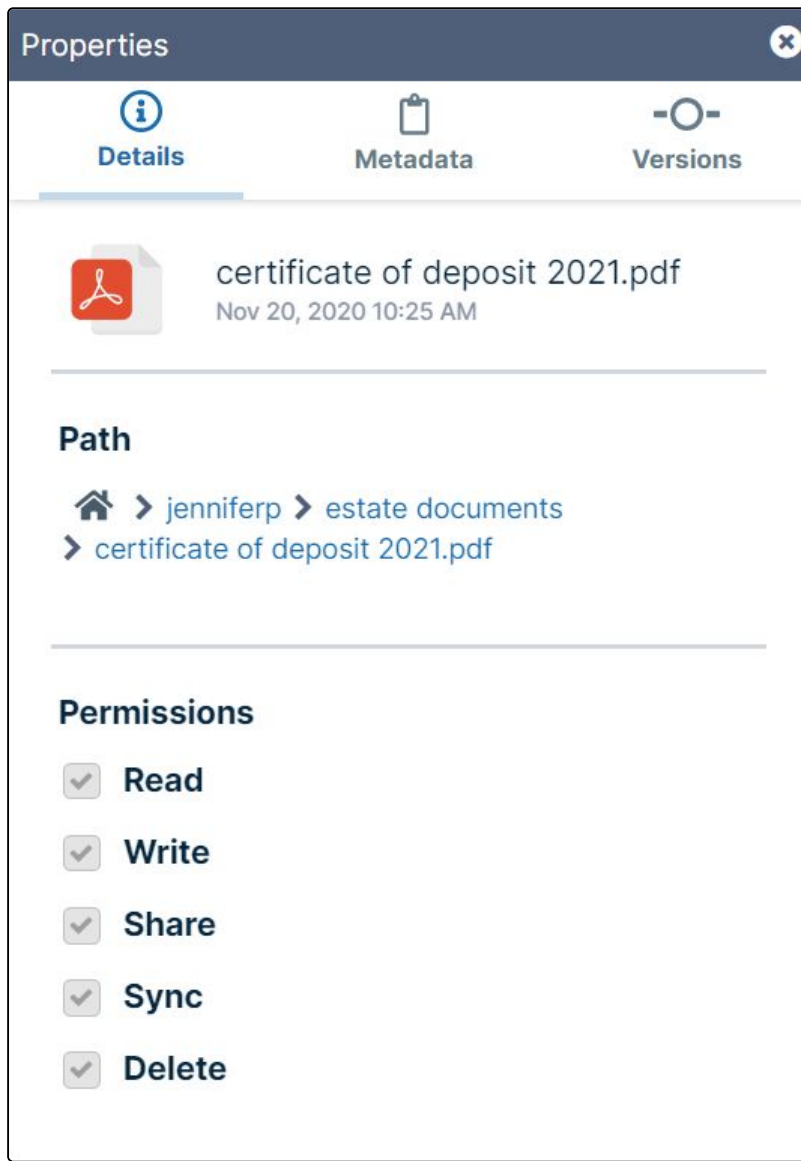 Properties
Details Metadata Versions
certificate of deposit 2021.pdf
Nov 20, 2020 10:25 AM
Path
jenniferp estate documents
certificate of deposit 2021.pdf
Permissions
Read
Write
Share
Sync
Delete